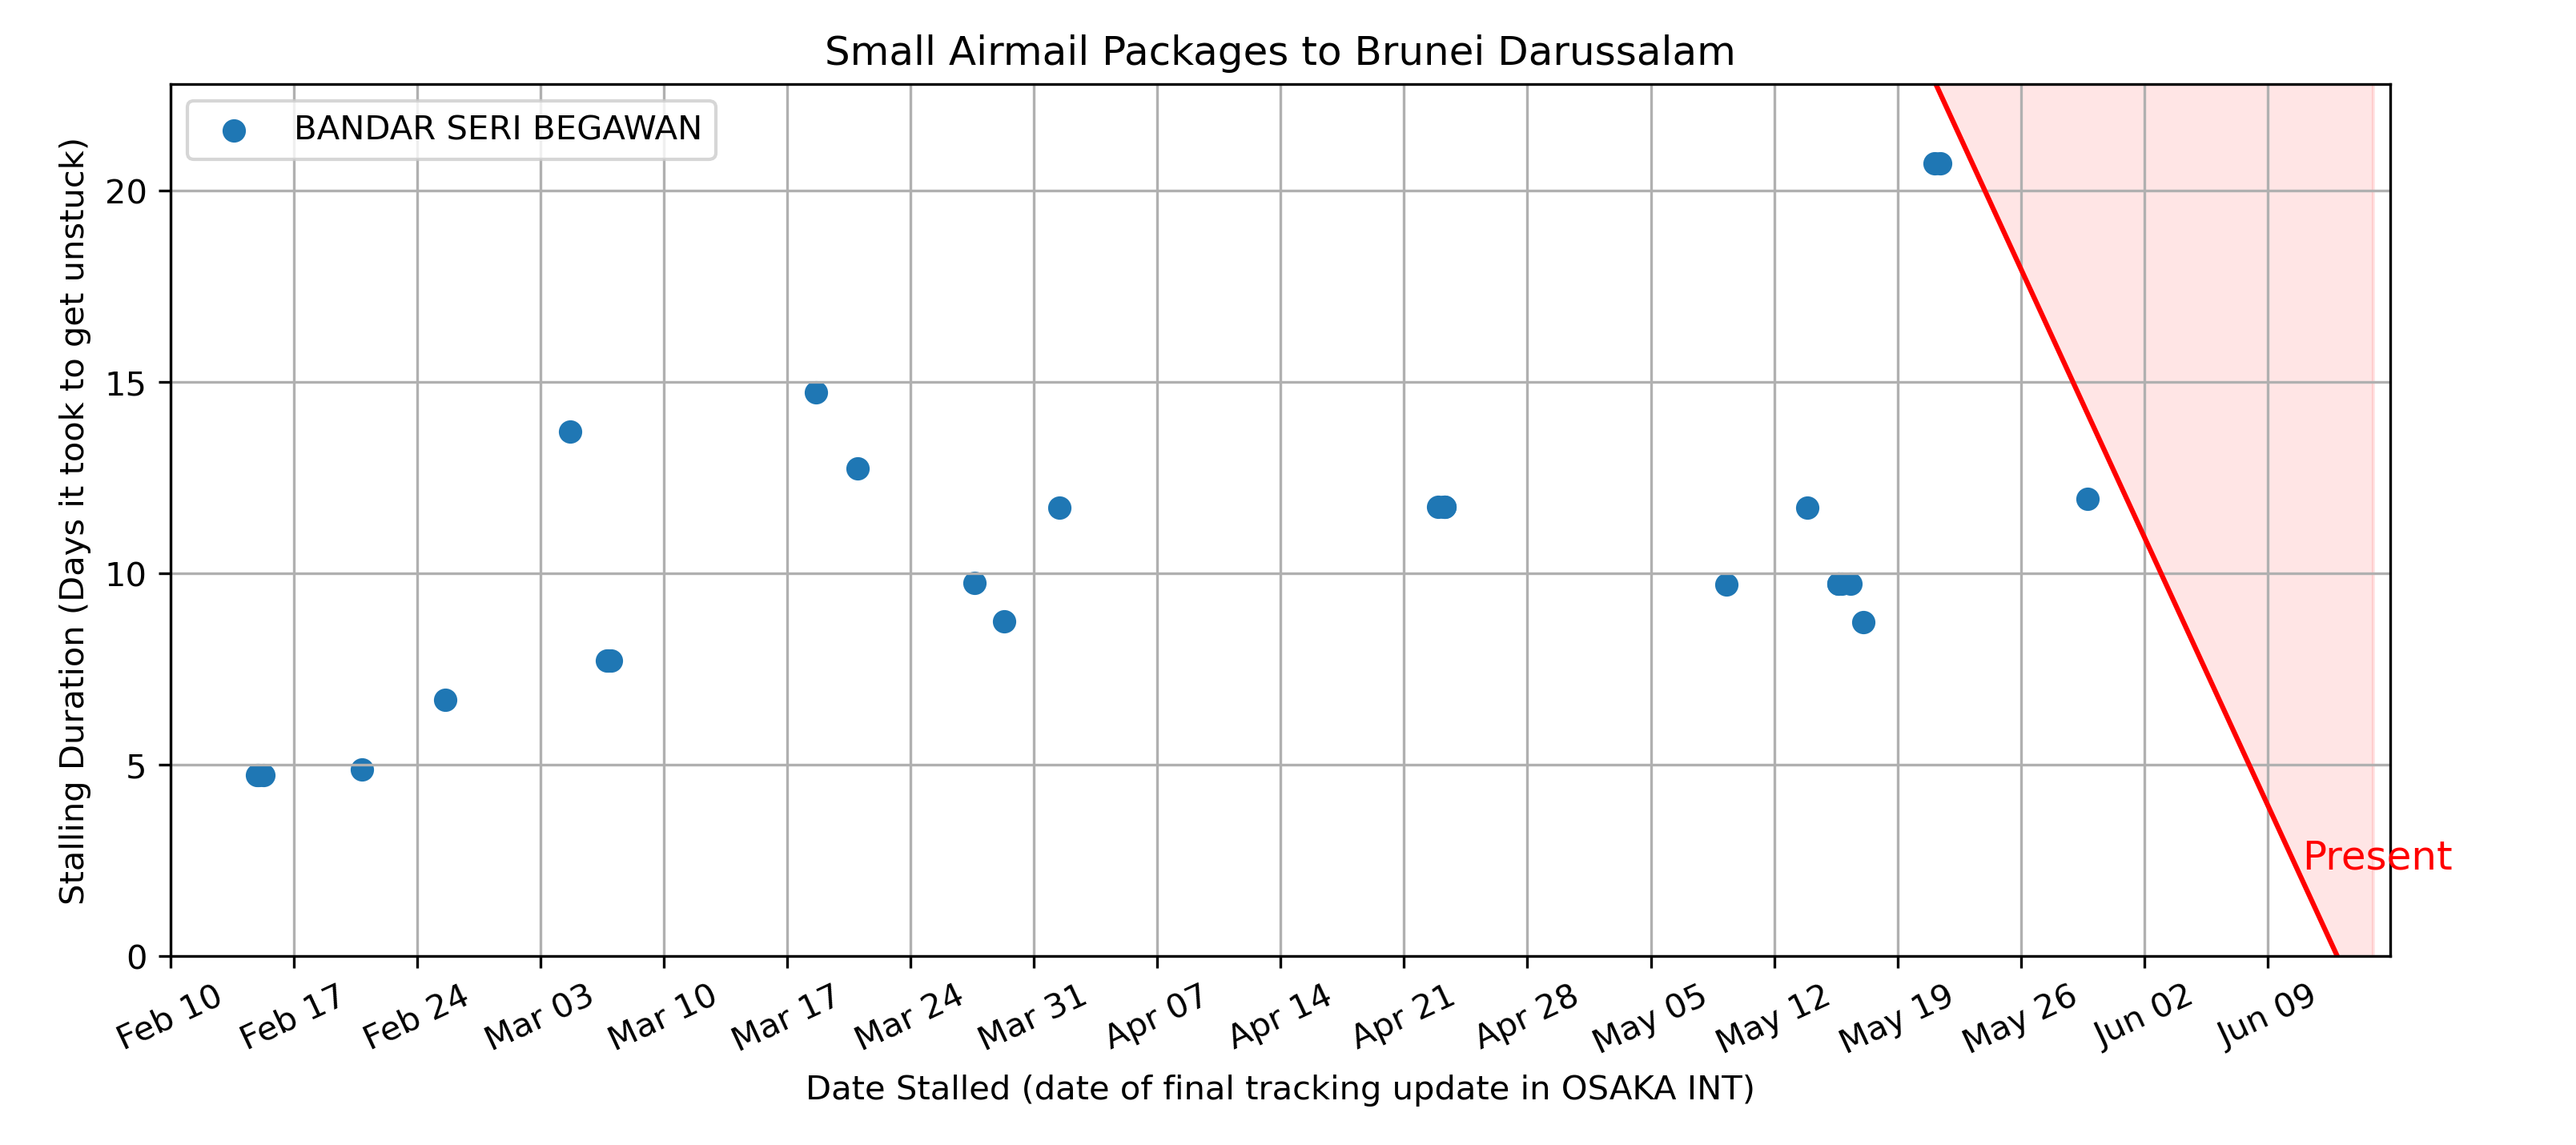 Small Airmail Packages to Brunei Darussalam
BANDAR SERI BEGAWAN
Stalling Duration (Days it took to get unstuck)
20
15
10
5
0
Present
Feb 10
Feb 17
Feb 24
Mar 03
Mar 10
Mar 17
Mar 24
Mar 31
Apr 07
Apr 14
Apr 21
Apr 28
May 05
May 12
May 19
May 26
Jun 02
Jun 09
Date Stalled (date of final tracking update in OSAKA INT)